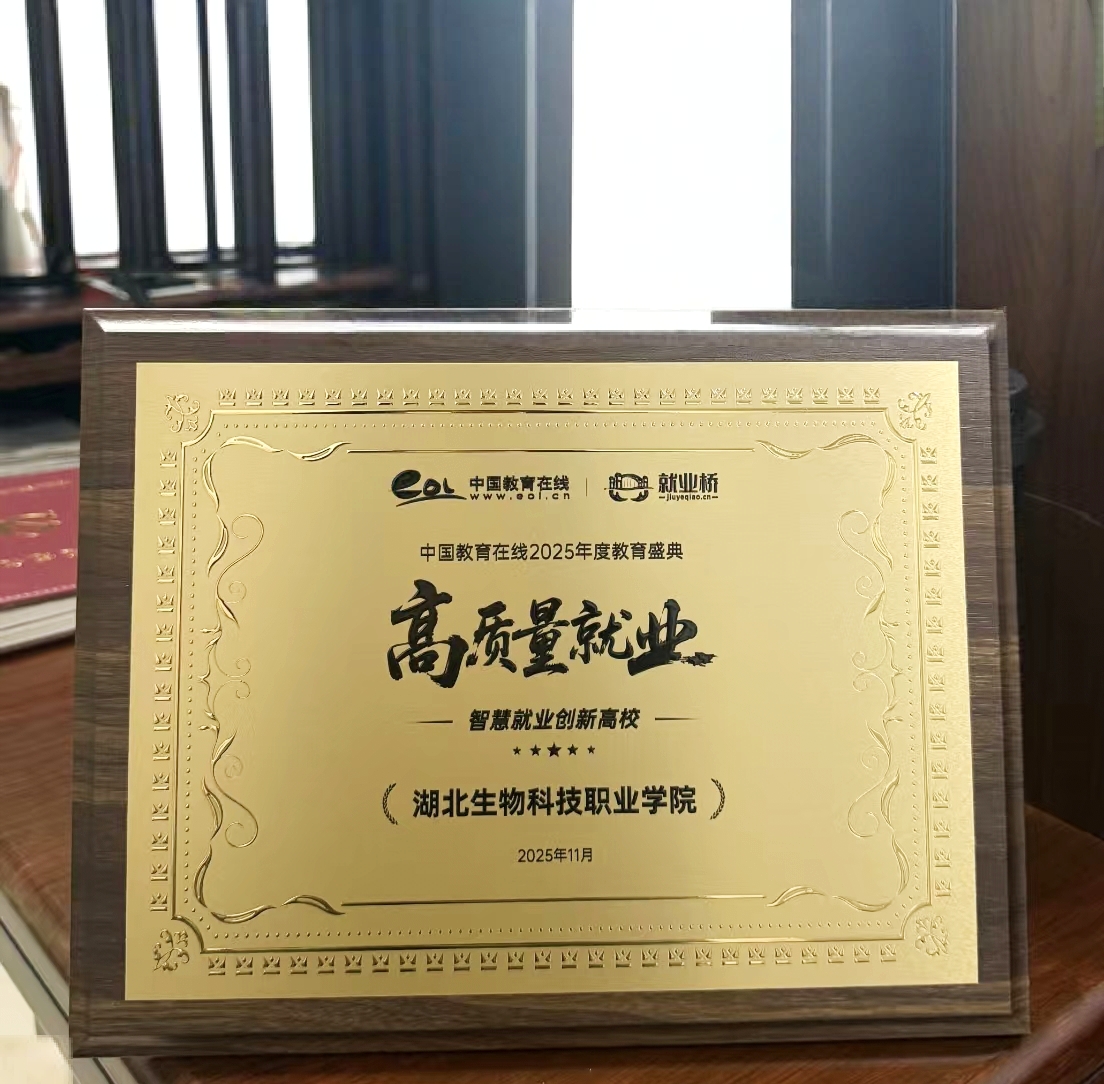 eol 中国教育在线 就业桥
www.eol.cn -jiuyeqiao.cn-
中国教育在线2025年度教育盛典
高质量就业
智慧就业创新高校
湖北生物科技职业学院
2025年11月